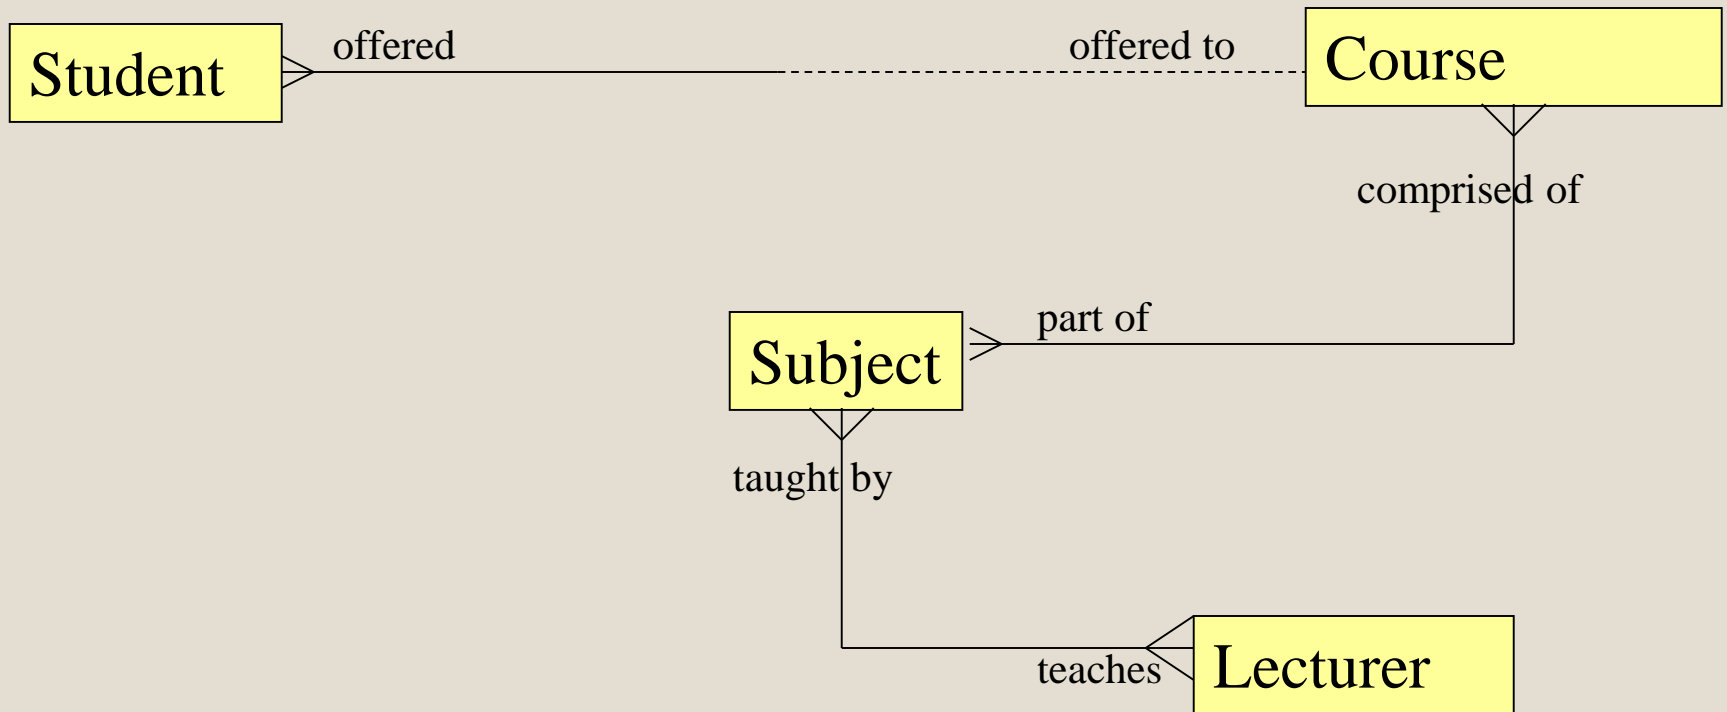 Student
offered
offered to
Course
comprised of
part of
Subject
taught by
teaches
Lecturer